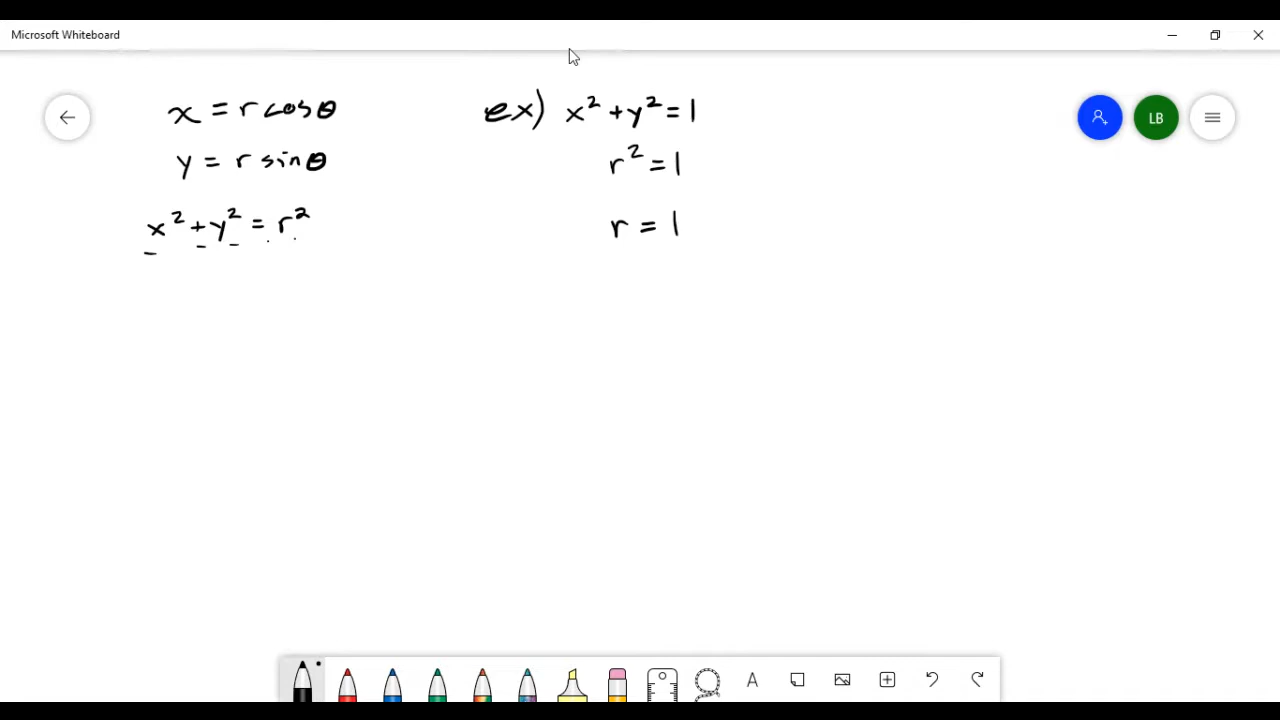 Microsoft Whiteboard
x = r cosθ
y = r sinθ
x² + y² = r²
ex) x² + y² = 1
r² = 1
r = 1
LB
A